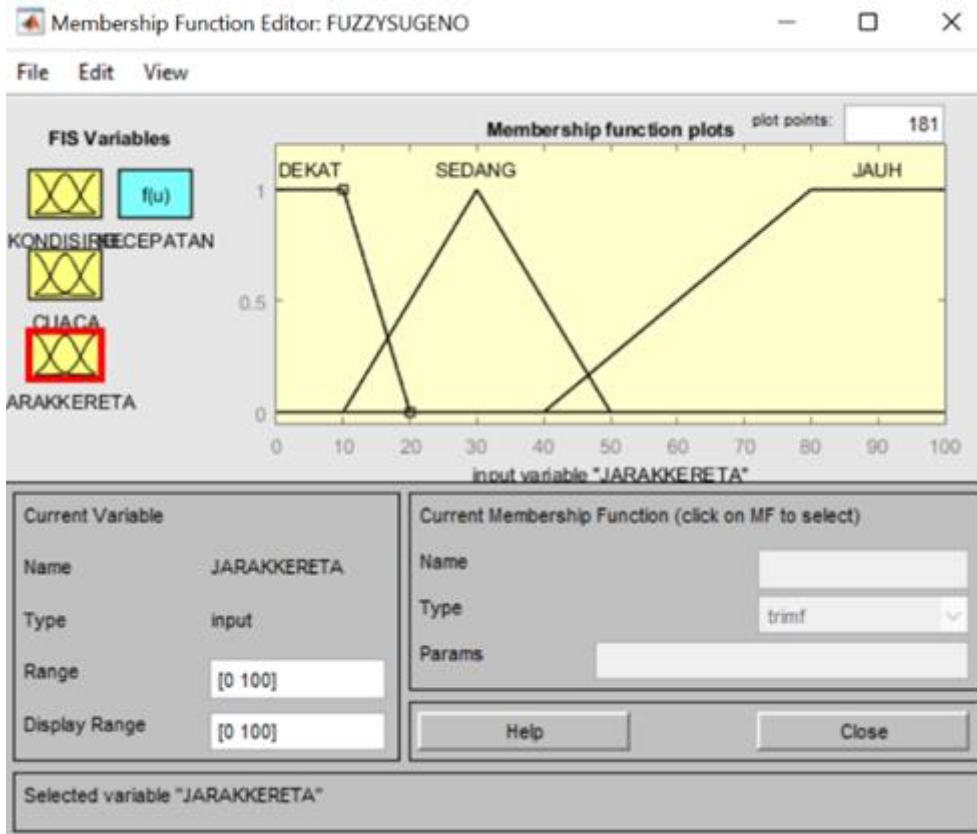 Membership Function Editor: FUZZYSUGENO
File Edit View
FIS Variables
f(u)
CUACA
ARAKKERETA
Membership function plots
plot points: 181
DEKAT SEDANG JAUH
1
0.5
0
0 10 20 30 40 50 60 70 80 90 100
input variable "JARAKKERETA"
Current Variable
Name JARAKKERETA
Type input
Range [0 100]
Display Range [0 100]
Current Membership Function (click on MF to select)
Name
Type trimf
Params
Help Close
Selected variable "JARAKKERETA"